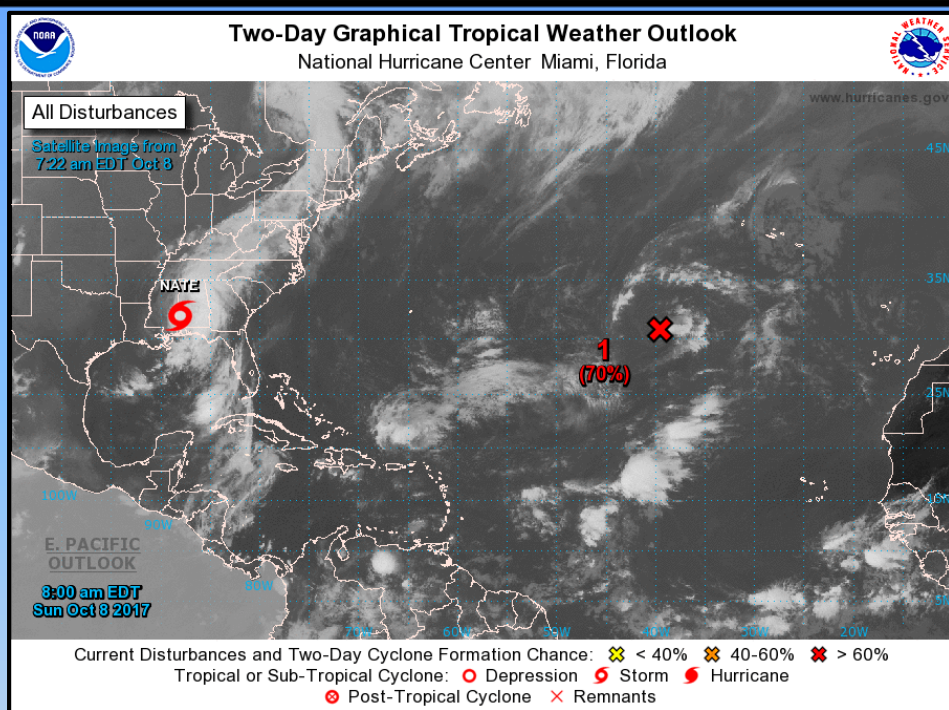 Two-Day Graphical Tropical Weather Outlook
National Hurricane Center Miami, Florida
NOAA
www.hurricanes.gov
All Disturbances
Satellite Image from
7:22 am EDT Oct 8
45N
NATE
35N
1
(70%)
25N
100W
15N
90W
E. PACIFIC
OUTLOOK
80W
8:00 am EDT
Sun Oct 8 2017
5N
70W 60W 50W 40W 30W 20W
Current Disturbances and Two-Day Cyclone Formation Chance: < 40% 40-60% > 60%
Tropical or Sub-Tropical Cyclone: Depression Storm Hurricane
Post-Tropical Cyclone Remnants